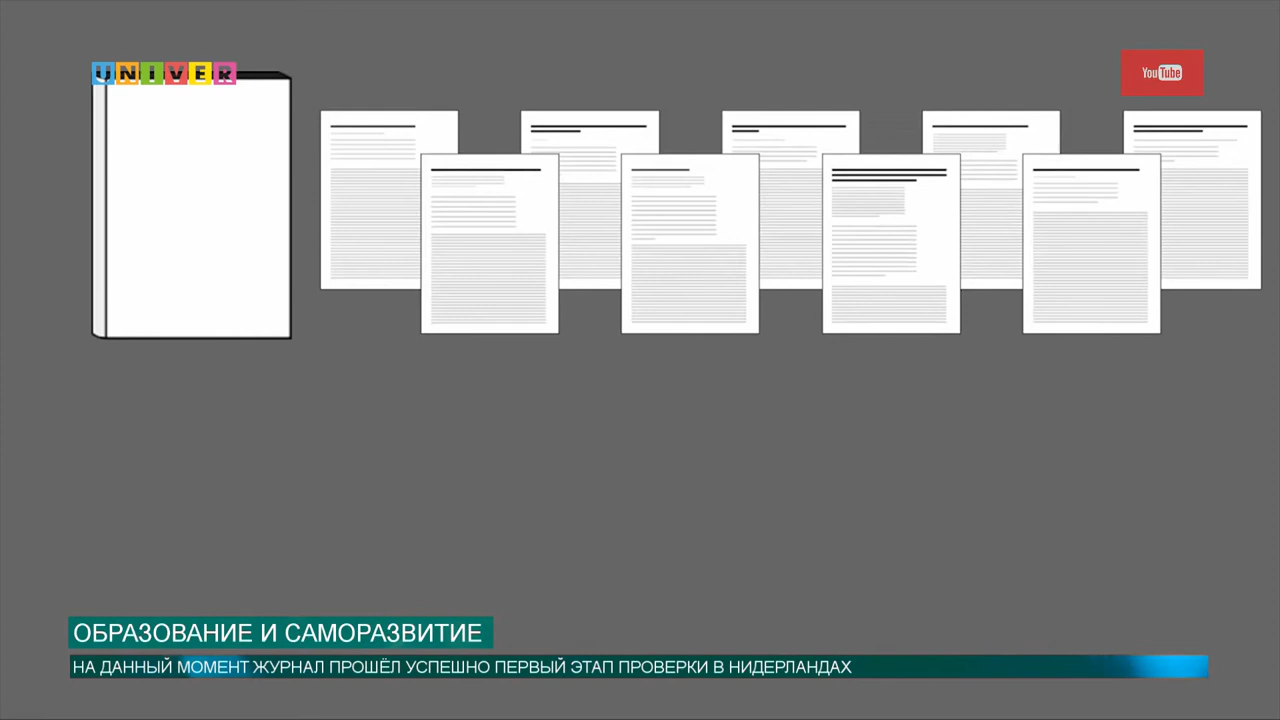 UNIVER
YouTube
ОБРАЗОВАНИЕ И САМОРАЗВИТИЕ
НА ДАННЫЙ МОМЕНТ ЖУРНАЛ ПРОШЁЛ УСПЕШНО ПЕРВЫЙ ЭТАП ПРОВЕРКИ В НИДЕРЛАНДАХ